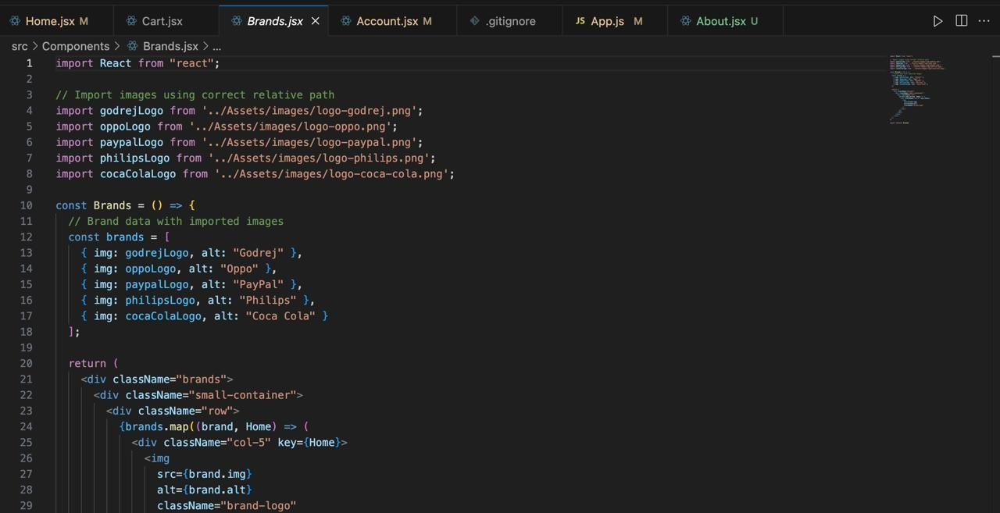 Home.jsx M Cart.jsx Brands.jsx Account.jsx M .gitignore JS App.js M About.jsx U
src > Components > Brands.jsx > ...
1 import React from "react";
2
3 // Import images using correct relative path
4 import godrejLogo from '../Assets/images/logo-godrej.png';
5 import oppoLogo from '../Assets/images/logo-oppo.png';
6 import paypalLogo from '../Assets/images/logo-paypal.png';
7 import philipsLogo from '../Assets/images/logo-philips.png';
8 import cocaColaLogo from '../Assets/images/logo-coca-cola.png';
9
10 const Brands = () => {
11 // Brand data with imported images
12 const brands = [
13 { img: godrejLogo, alt: "Godrej" },
14 { img: oppoLogo, alt: "Oppo" },
15 { img: paypalLogo, alt: "PayPal" },
16 { img: philipsLogo, alt: "Philips" },
17 { img: cocaColaLogo, alt: "Coca Cola" }
18 ];
19
20 return (
21 <div className="brands">
22 <div className="small-container">
23 <div className="row">
24 {brands.map((brand, Home) => (
25 <div className="col-5" key={Home}>
26 <img
27 src={brand.img}
28 alt={brand.alt}
29 className="brand-logo"